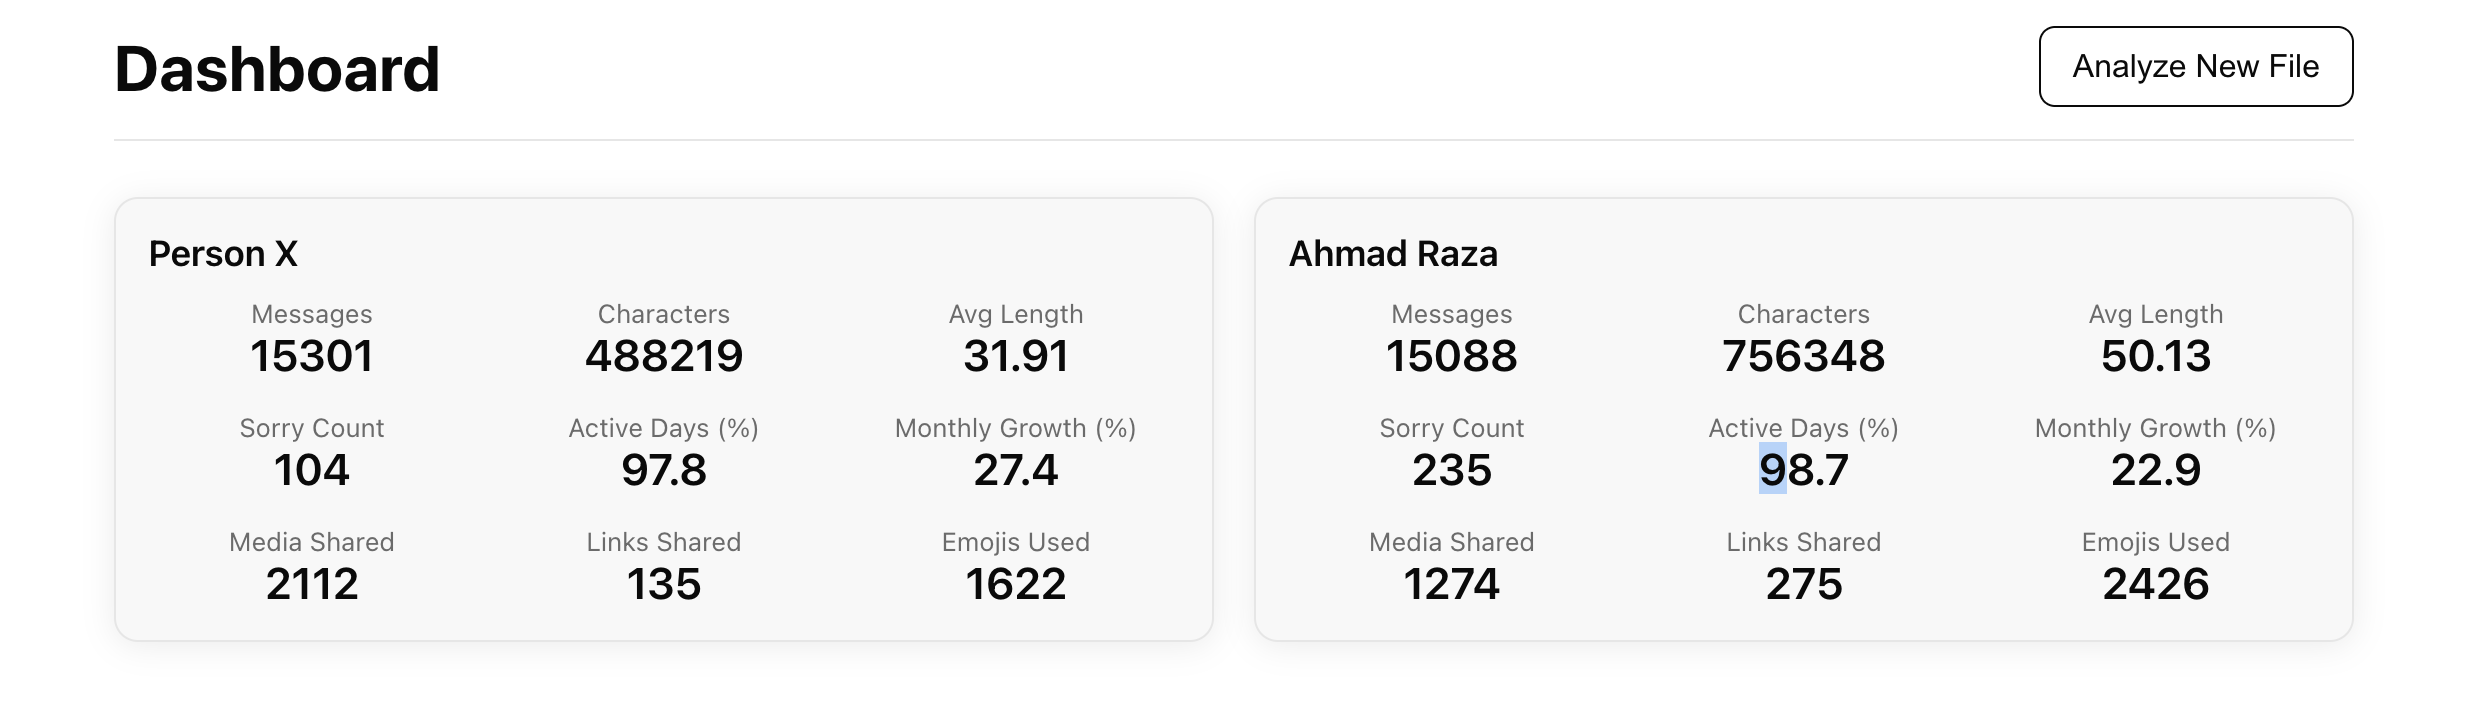 Dashboard
Analyze New File
Person X
Messages Characters Avg Length
15301 488219 31.91
Sorry Count Active Days (%) Monthly Growth (%)
104 97.8 27.4
Media Shared Links Shared Emojis Used
2112 135 1622
Ahmad Raza
Messages Characters Avg Length
15088 756348 50.13
Sorry Count Active Days (%) Monthly Growth (%)
235 98.7 22.9
Media Shared Links Shared Emojis Used
1274 275 2426